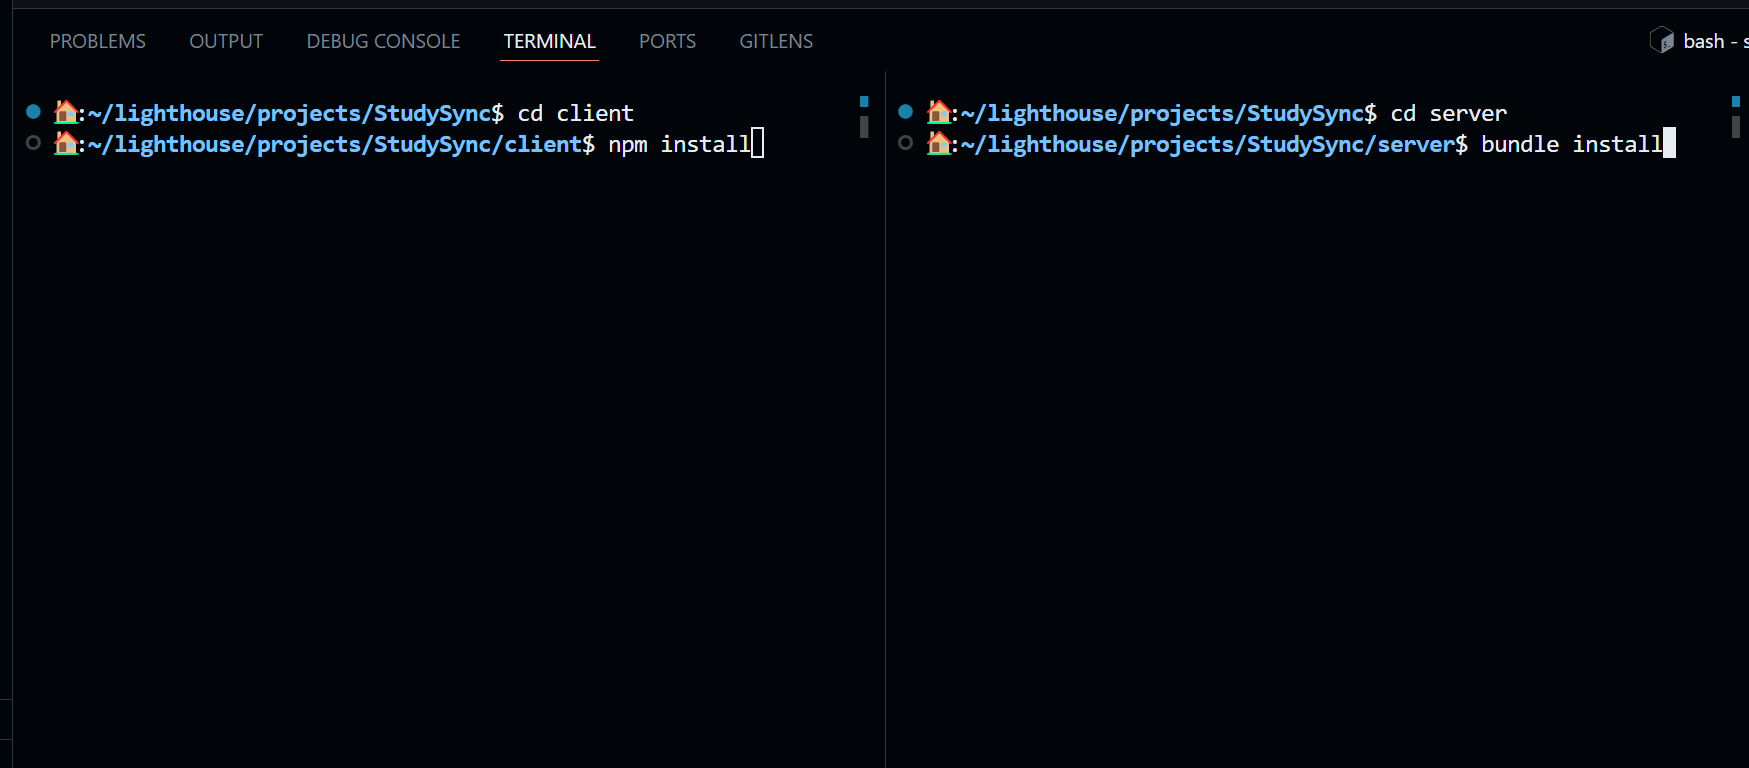 PROBLEMS OUTPUT DEBUG CONSOLE TERMINAL PORTS GITLENS bash - s
🏠:~/lighthouse/projects/StudySync$ cd client
🏠:~/lighthouse/projects/StudySync/client$ npm install
🏠:~/lighthouse/projects/StudySync$ cd server
🏠:~/lighthouse/projects/StudySync/server$ bundle install